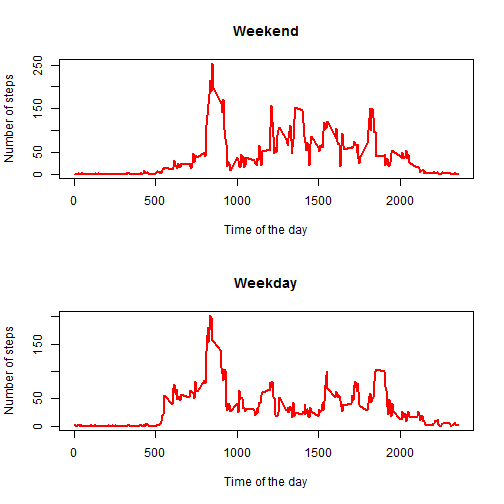 Weekend
Number of steps
0 50 150 250
0 500 1000 1500 2000
Time of the day
Weekday
Number of steps
0 50 150
0 500 1000 1500 2000
Time of the day